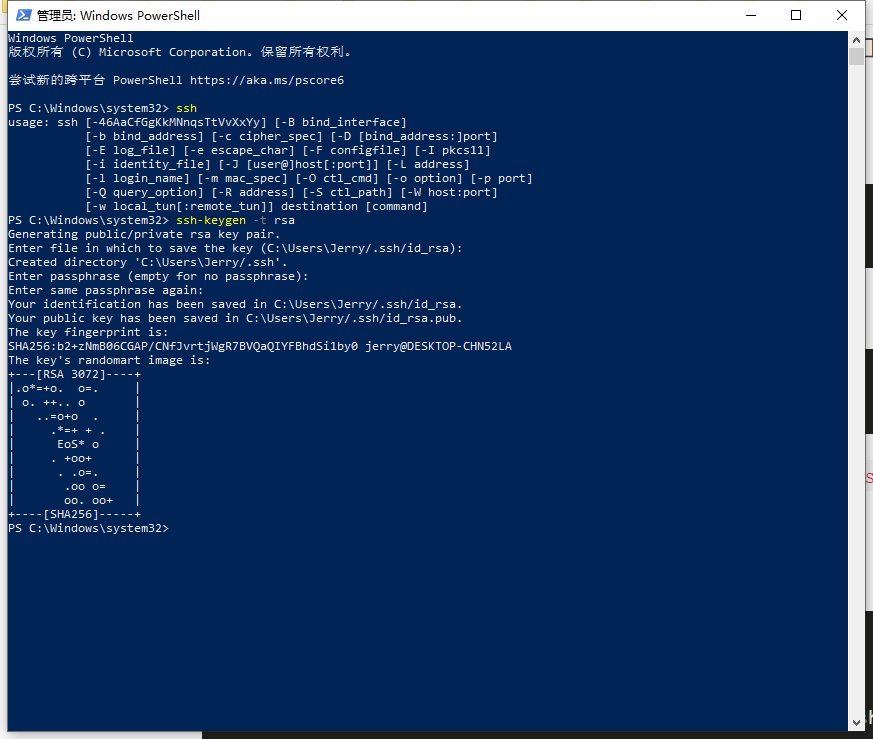 管理员: Windows PowerShell
Windows PowerShell
版权所有 (C) Microsoft Corporation。保留所有权利。
尝试新的跨平台 PowerShell https://aka.ms/pscore6
PS C:\Windows\system32> ssh
usage: ssh [-46AaCfGgKkMNnqsTtVvXxYy] [-B bind_interface]
           [-b bind_address] [-c cipher_spec] [-D [bind_address:]port]
           [-E log_file] [-e escape_char] [-F configfile] [-I pkcs11]
           [-i identity_file] [-J [user@]host[:port]] [-L address]
           [-l login_name] [-m mac_spec] [-O ctl_cmd] [-o option] [-p port]
           [-Q query_option] [-R address] [-S ctl_path] [-W host:port]
           [-w local_tun[:remote_tun]] destination [command]
PS C:\Windows\system32> ssh-keygen -t rsa
Generating public/private rsa key pair.
Enter file in which to save the key (C:\Users\Jerry/.ssh/id_rsa):
Created directory 'C:\Users\Jerry/.ssh'.
Enter passphrase (empty for no passphrase):
Enter same passphrase again:
Your identification has been saved in C:\Users\Jerry/.ssh/id_rsa.
Your public key has been saved in C:\Users\Jerry/.ssh/id_rsa.pub.
The key fingerprint is:
SHA256:b2+zNmB06CGAP/CNfJvrtjWgR7BVQaQIYFBhdSi1by0 jerry@DESKTOP-CHN52LA
The key's randomart image is:
+---[RSA 3072]----+
|.o*=+o.  o=.     |
| o. ++.. o       |
|   ..=o+o  .     |
|     .*=+ + .    |
|      EoS* o     |
|     . +oo+      |
|      . .o=.     |
|       .oo o=    |
|       oo. oo+   |
+----[SHA256]-----+
PS C:\Windows\system32>